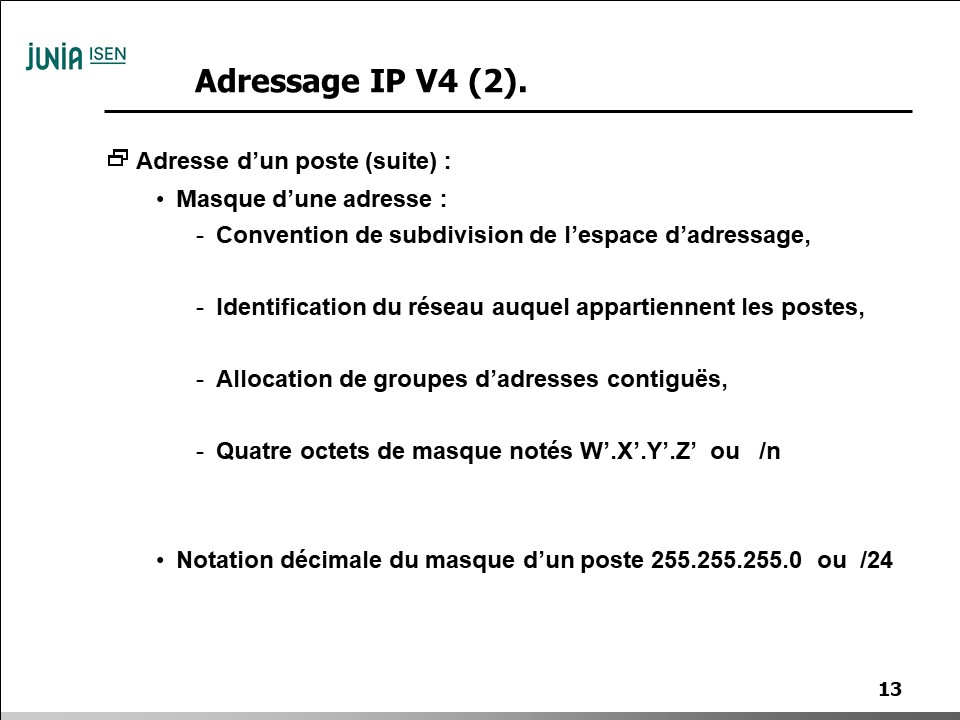 JUNIA ISEN
Adressage IP V4 (2).
Adresse d’un poste (suite) :
• Masque d’une adresse :
- Convention de subdivision de l’espace d’adressage,
- Identification du réseau auquel appartiennent les postes,
- Allocation de groupes d’adresses contiguës,
- Quatre octets de masque notés W’.X’.Y’.Z’ ou /n
• Notation décimale du masque d’un poste 255.255.255.0 ou /24
13